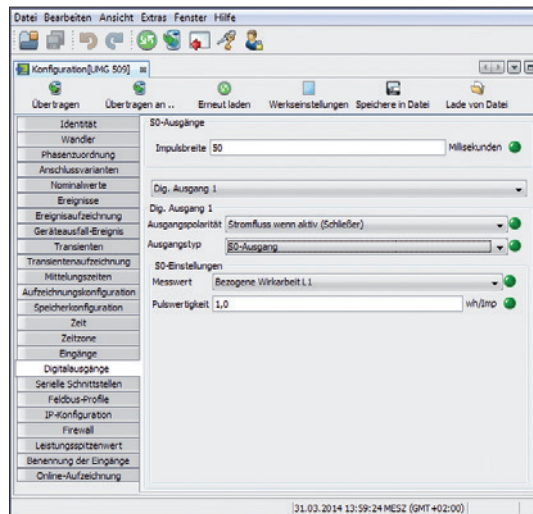 Datei Bearbeiten Ansicht Extras Fenster Hilfe
Konfiguration[UMG 509]
Übertragen Übertragen an .. Erneut laden Werkseinstellungen Speichere in Datei Lade von Datei
Identität
Wandler
Phasenzuordnung
Anschlussvarianten
Nominalwerte
Ereignisse
Ereignisaufzeichnung
Geräteausfall-Ereignis
Transienten
Transientenaufzeichnung
Mittelungszeiten
Aufzeichnungskonfiguration
Speicherkonfiguration
Zeit
Zeitzone
Eingänge
Digitalausgänge
Serielle Schnittstellen
Feldbus-Profile
IP-Konfiguration
Firewall
Leistungsspitzenwert
Benennung der Eingänge
Online-Aufzeichnung
S0-Ausgänge
Impulsbreite 50 Millisekunden
Dig. Ausgang 1
Dig. Ausgang 1
Ausgangspolarität Stromfluss wenn aktiv (Schließer)
Ausgangstyp S0-Ausgang
S0-Einstellungen
Messwert Bezogene Wirkarbeit L1
Pulswertigkeit 1,0 wh/Imp
31.03.2014 13:59:24 MESZ (GMT+02:00)